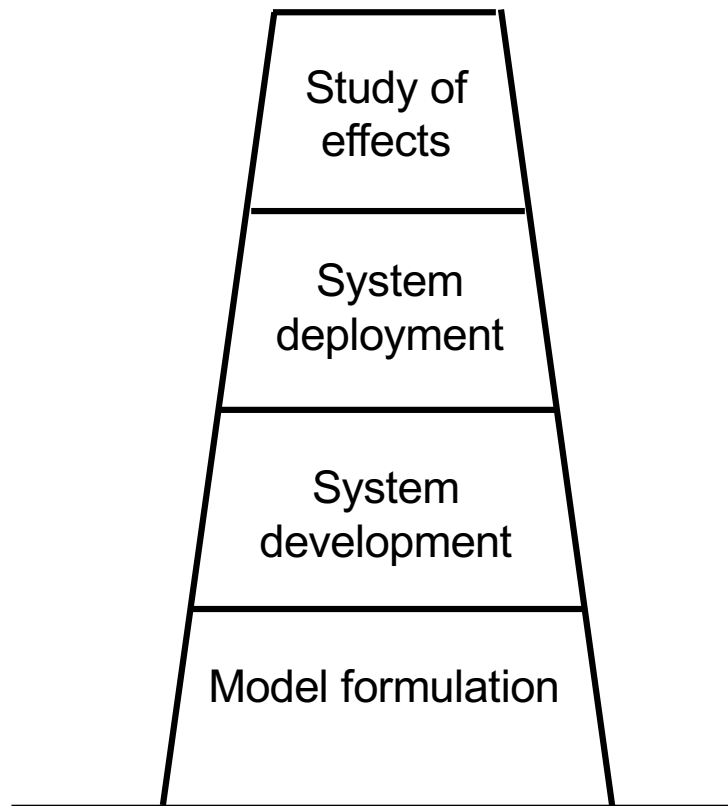 Study of
effects
System
deployment
System
development
Model formulation